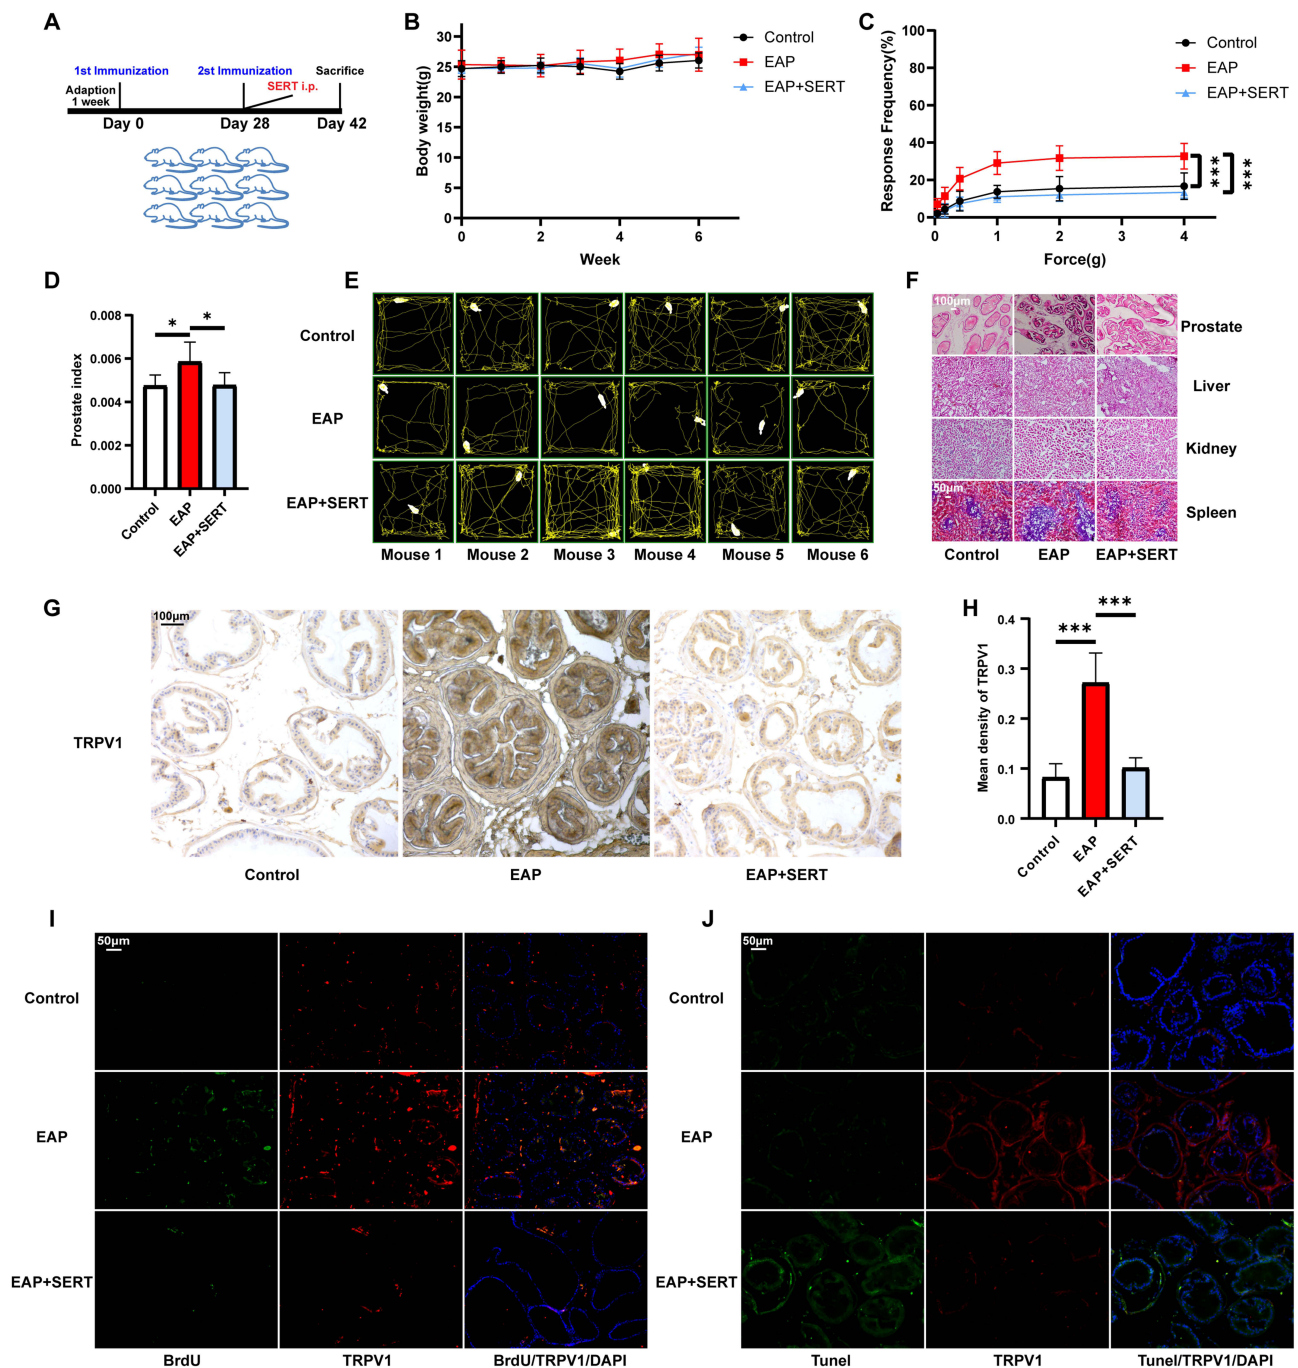 A
1st Immunization
2st Immunization
Sacrifice
Adaption
1 week
SERT i.p.
Day 0
Day 28
Day 42
B
Body weight(g)
30
25
20
15
10
5
0
0
2
4
6
Week
Control
EAP
EAP+SERT
C
Response Frequency(%)
100
80
60
40
20
0
0
1
2
3
4
Force(g)
Control
EAP
EAP+SERT
***
***
D
Prostate index
0.008
0.006
0.004
0.002
0.000
*
*
Control
EAP
EAP+SERT
E
Control
EAP
EAP+SERT
Mouse 1
Mouse 2
Mouse 3
Mouse 4
Mouse 5
Mouse 6
F
100μm
Prostate
Liver
Kidney
50μm
Spleen
Control
EAP
EAP+SERT
G
100μm
TRPV1
Control
EAP
EAP+SERT
H
Mean density of TRPV1
0.4
0.3
0.2
0.1
0.0
***
***
Control
EAP
EAP+SERT
I
50μm
Control
EAP
EAP+SERT
BrdU
TRPV1
BrdU/TRPV1/DAPI
J
50μm
Control
EAP
EAP+SERT
Tunel
TRPV1
Tunel/TRPV1/DAPI